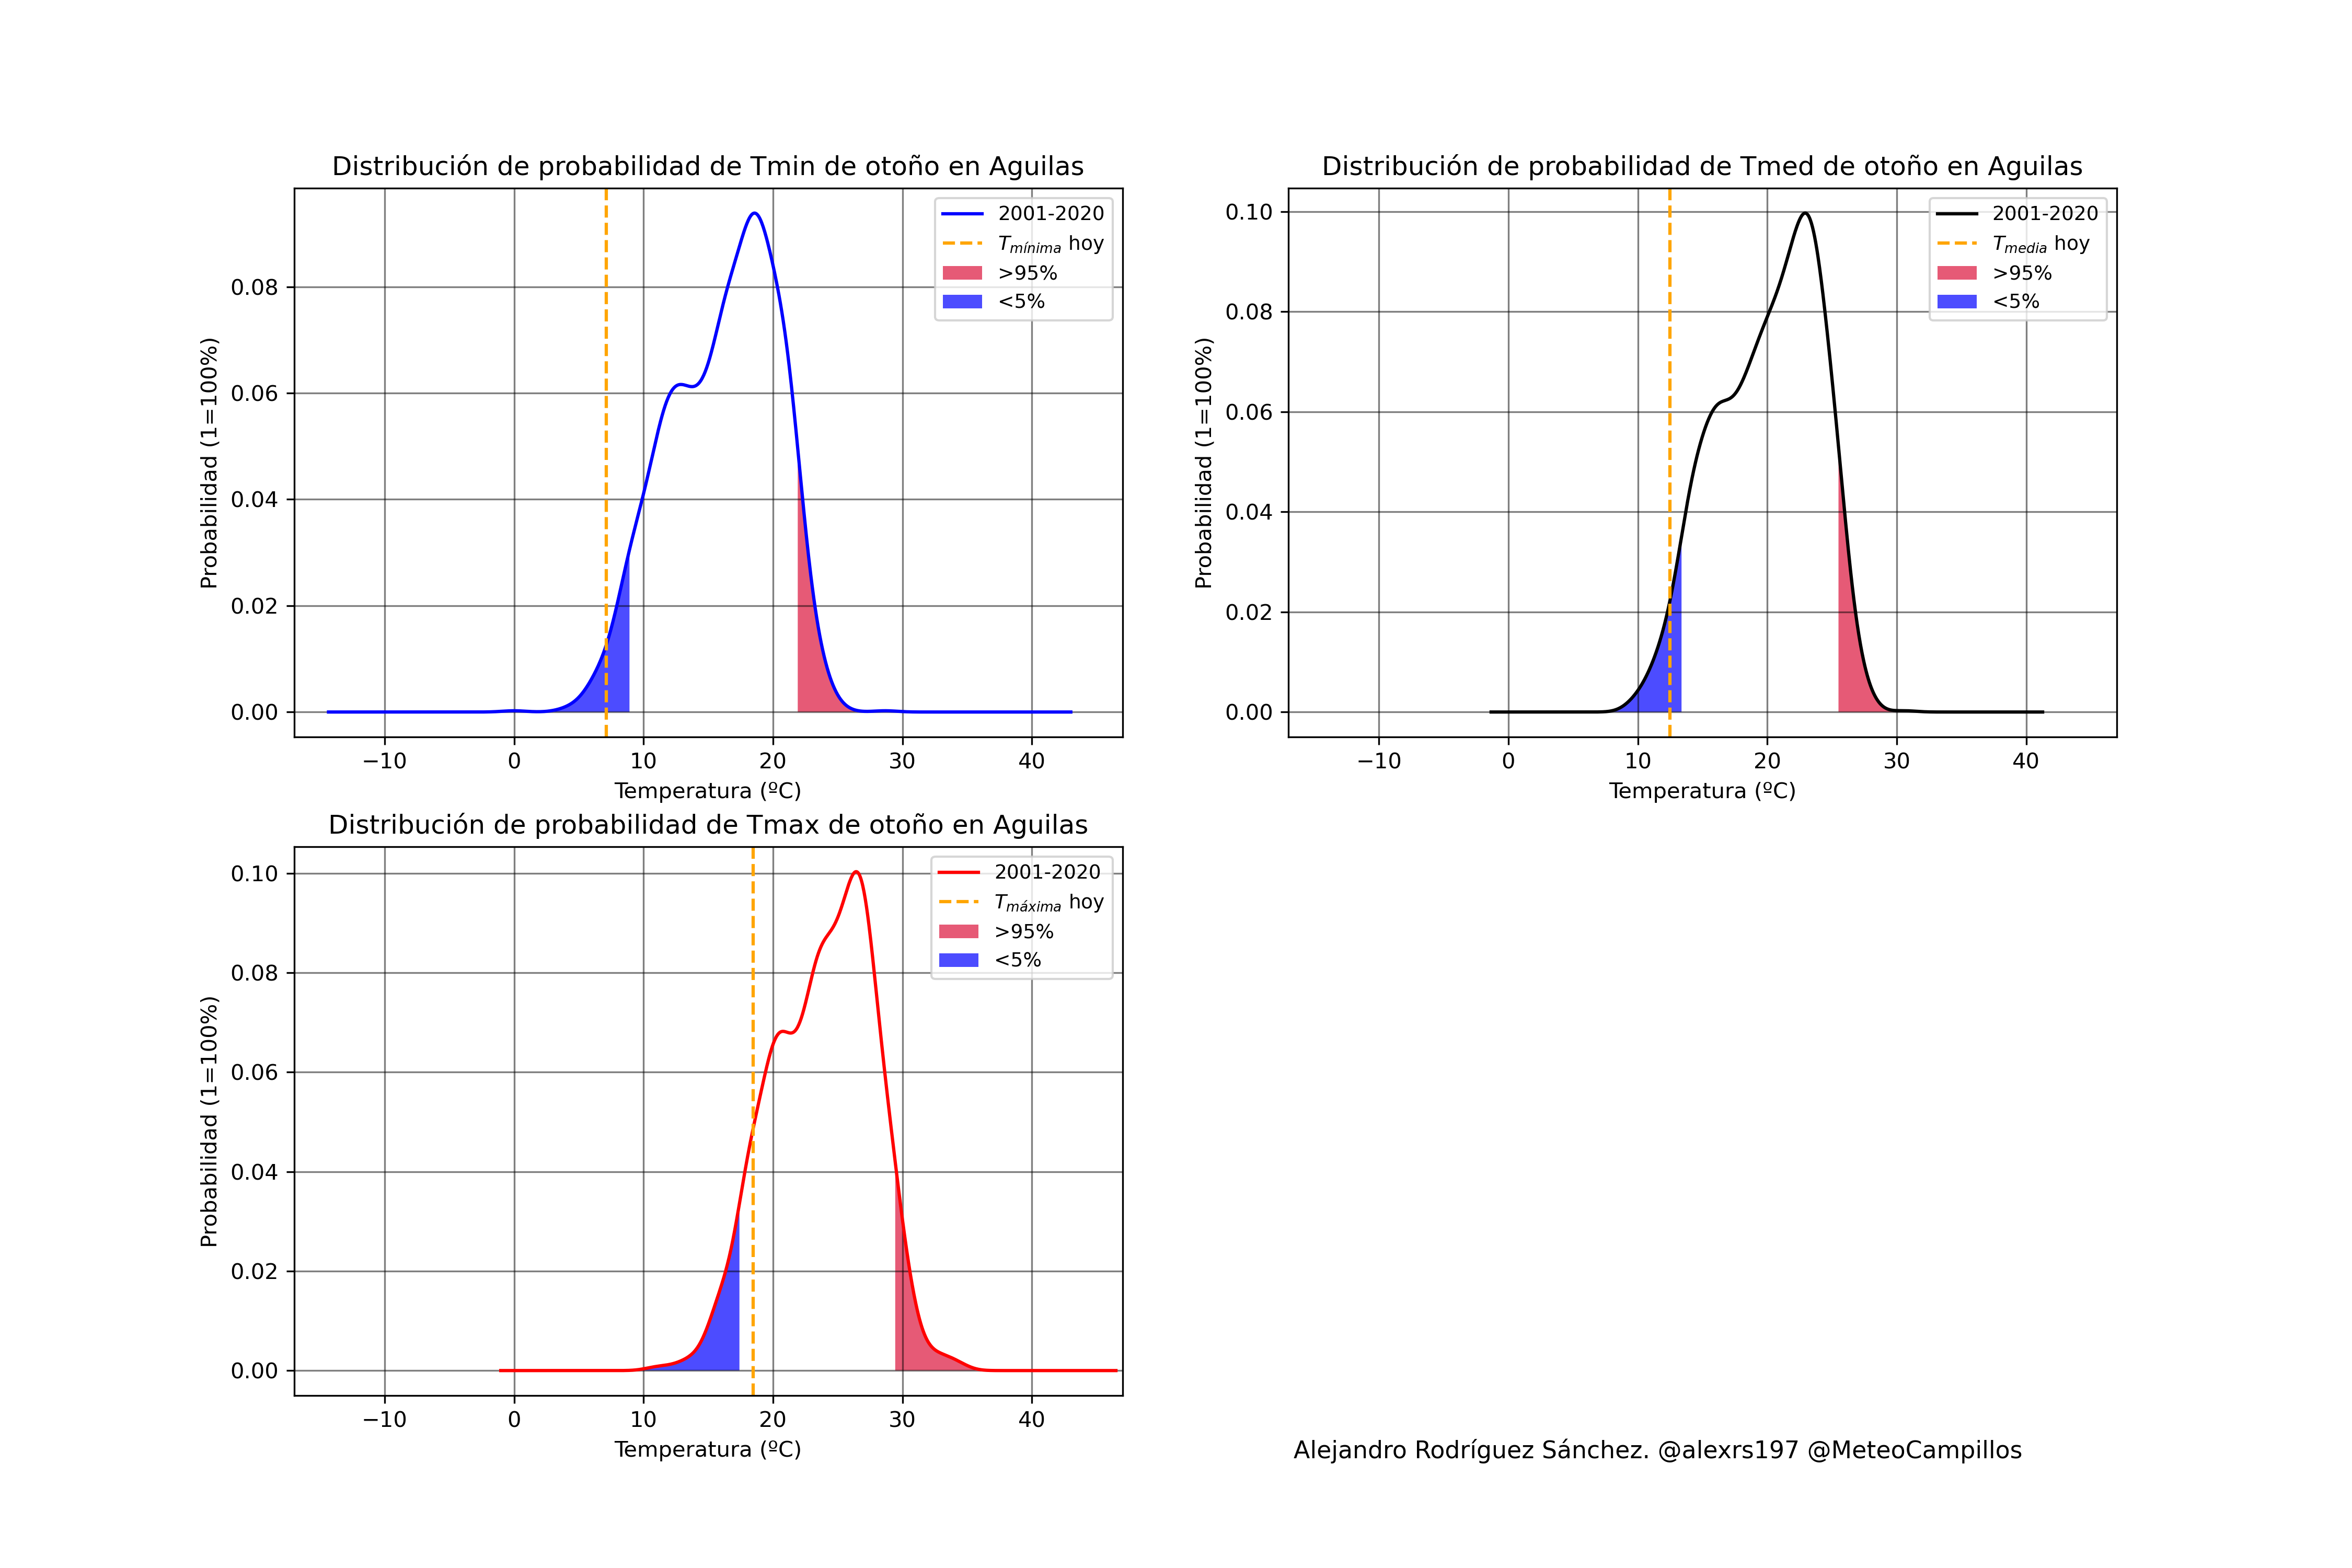 Distribución de probabilidad de Tmin de otoño en Aguilas
2001-2020
Tmínima hoy
>95%
<5%
0.08
0.06
0.04
0.02
0.00
Probabilidad (1=100%)
−10 0 10 20 30 40
Temperatura (ºC)
Distribución de probabilidad de Tmed de otoño en Aguilas
2001-2020
Tmedia hoy
>95%
<5%
0.10
0.08
0.06
0.04
0.02
0.00
Probabilidad (1=100%)
−10 0 10 20 30 40
Temperatura (ºC)
Distribución de probabilidad de Tmax de otoño en Aguilas
2001-2020
Tmáxima hoy
>95%
<5%
0.10
0.08
0.06
0.04
0.02
0.00
Probabilidad (1=100%)
−10 0 10 20 30 40
Temperatura (ºC)
Alejandro Rodríguez Sánchez. @alexrs197 @MeteoCampillos